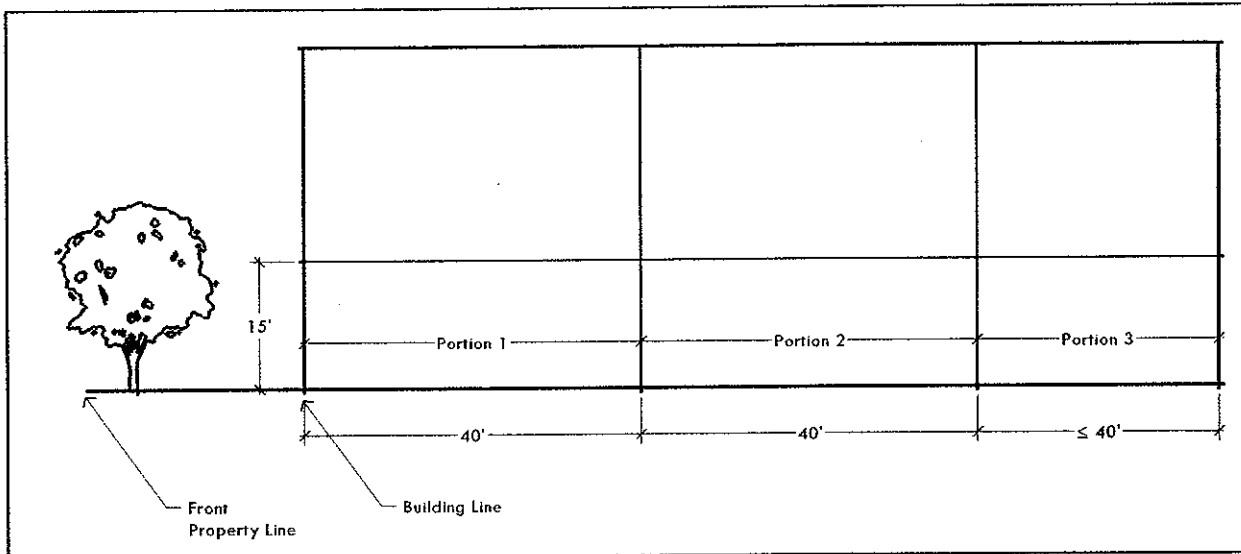 15'
Portion 1
Portion 2
Portion 3
40'
40'
≤ 40'
Front
Property Line
Building Line